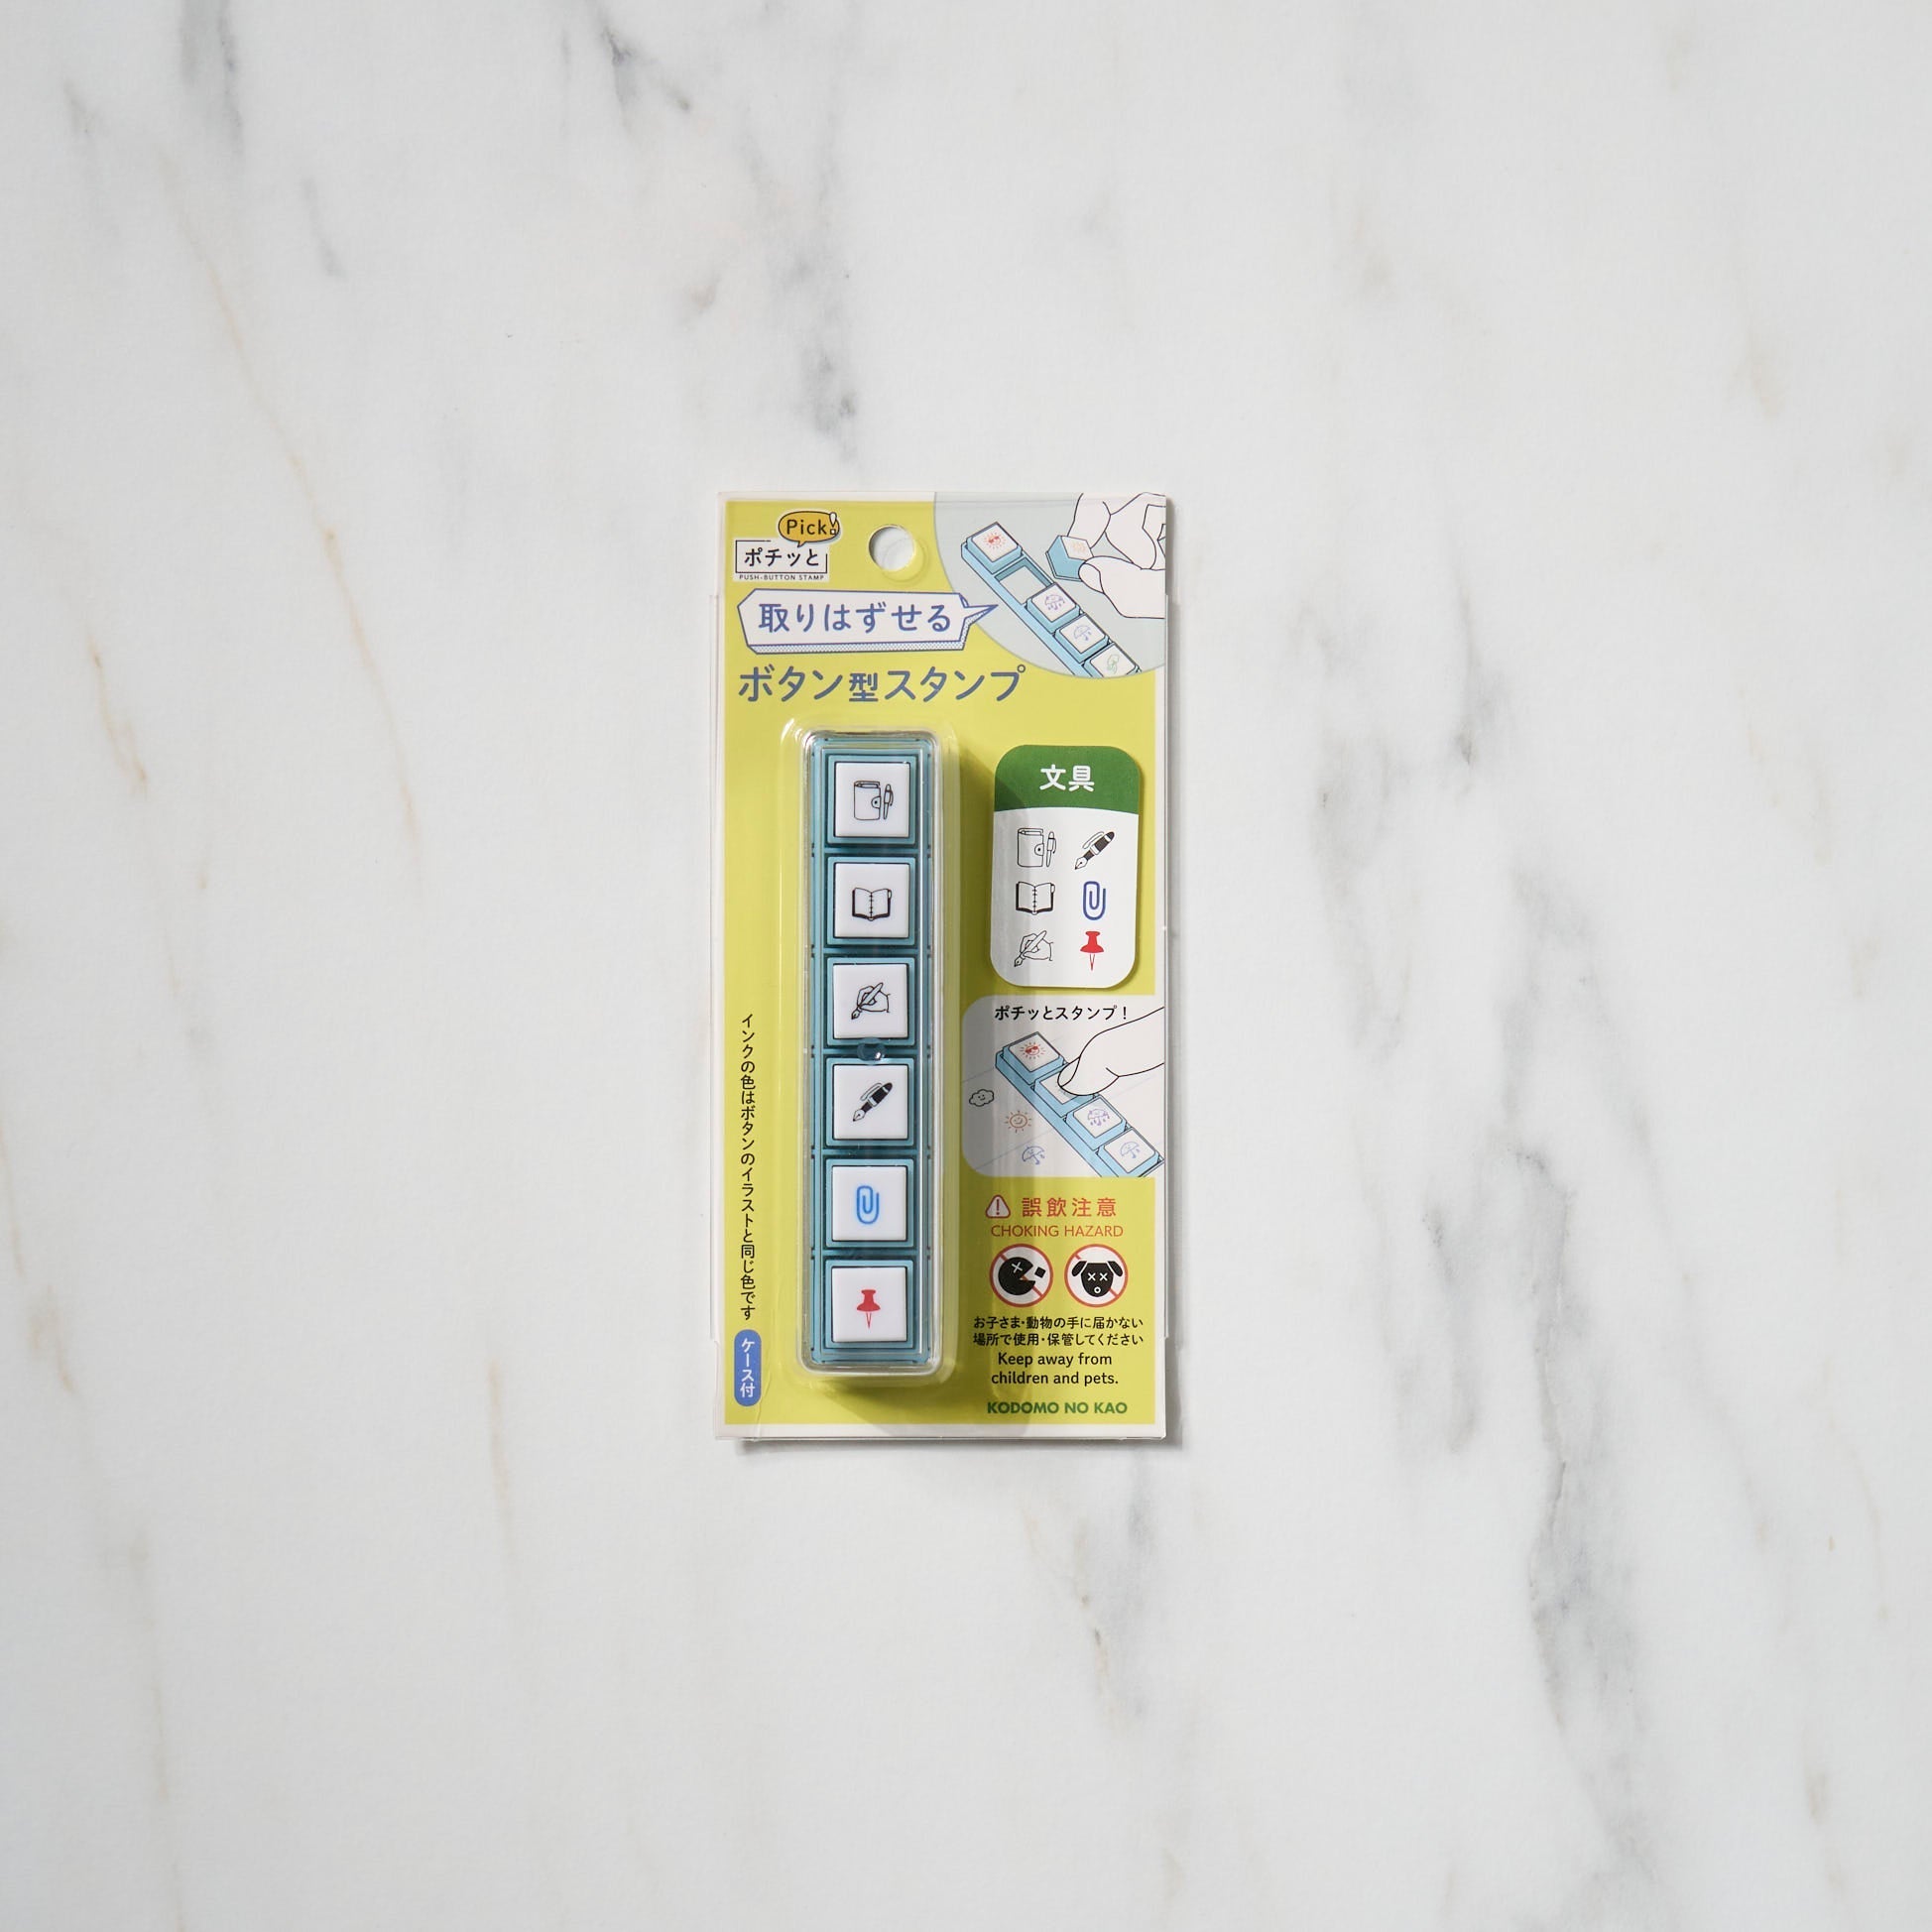 Pick!
ポチッと
PUSH-BUTTON STAMP
取りはずせる
ボタン型スタンプ
文具
ポチッとスタンプ！
インクの色はボタンのイラストと同じ色です
ケース付
誤飲注意
CHOKING HAZARD
お子さま・動物の手に届かない
場所で使用・保管してください
Keep away from
children and pets.
KODOMO NO KAO